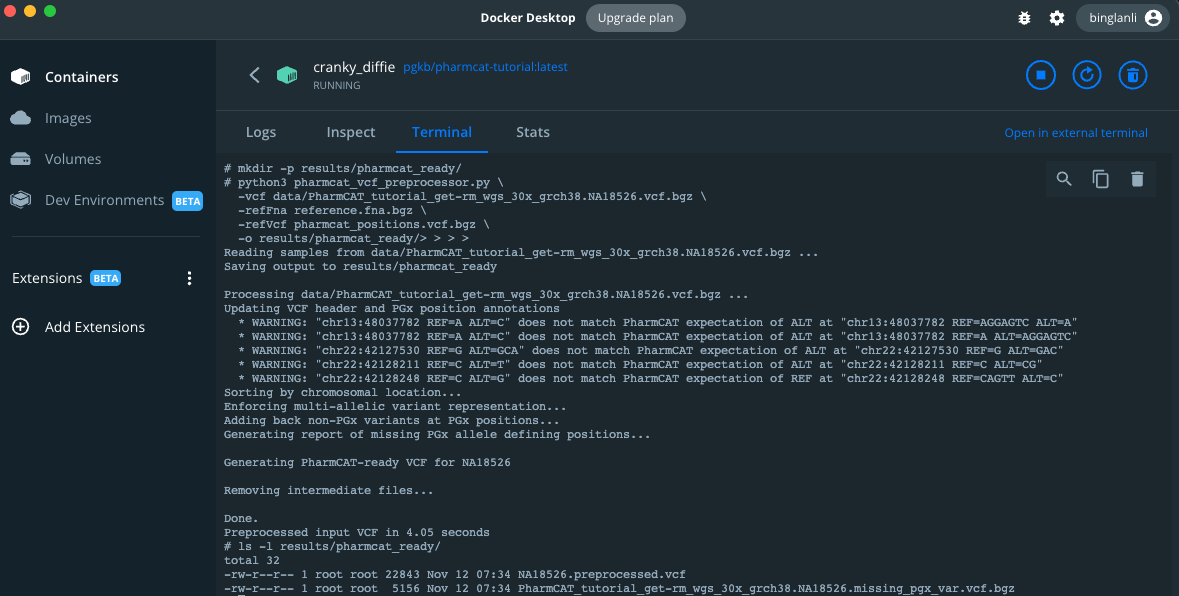 Docker Desktop
Upgrade plan
binglanli
Containers
Images
Volumes
Dev Environments BETA
Extensions BETA
Add Extensions
cranky_diffie pgkb/pharmcat-tutorial:latest
RUNNING
Logs Inspect Terminal Stats
Open in external terminal
# mkdir -p results/pharmcat_ready/
# python3 pharmcat_vcf_preprocessor.py \
-vcf data/PharmCAT_tutorial_get-rm_wgs_30x_grch38.NA18526.vcf.bgz \
-refFna reference.fna.bgz \
-refVcf pharmcat_positions.vcf.bgz \
-o results/pharmcat_ready/> > > >
Reading samples from data/PharmCAT_tutorial_get-rm_wgs_30x_grch38.NA18526.vcf.bgz ...
Saving output to results/pharmcat_ready
Processing data/PharmCAT_tutorial_get-rm_wgs_30x_grch38.NA18526.vcf.bgz ...
Updating VCF header and PGx position annotations
* WARNING: "chr13:48037782 REF=A ALT=C" does not match PharmCAT expectation of ALT at "chr13:48037782 REF=AGGAGTC ALT=A"
* WARNING: "chr13:48037782 REF=A ALT=C" does not match PharmCAT expectation of ALT at "chr13:48037782 REF=A ALT=AGGAGTC"
* WARNING: "chr22:42127530 REF=G ALT=GCA" does not match PharmCAT expectation of ALT at "chr22:42127530 REF=G ALT=GAC"
* WARNING: "chr22:42128211 REF=C ALT=T" does not match PharmCAT expectation of ALT at "chr22:42128211 REF=C ALT=CG"
* WARNING: "chr22:42128248 REF=C ALT=G" does not match PharmCAT expectation of REF at "chr22:42128248 REF=CAGTT ALT=C"
Sorting by chromosomal location...
Enforcing multi-allelic variant representation...
Adding back non-PGx variants at PGx positions...
Generating report of missing PGx allele defining positions...
Generating PharmCAT-ready VCF for NA18526
Removing intermediate files...
Done.
Preprocessed input VCF in 4.05 seconds
# ls -l results/pharmcat_ready/
total 32
-rw-r--r-- 1 root root 22843 Nov 12 07:34 NA18526.preprocessed.vcf
-rw-r--r-- 1 root root 5156 Nov 12 07:34 PharmCAT_tutorial_get-rm_wgs_30x_grch38.NA18526.missing_pgx_var.vcf.bgz